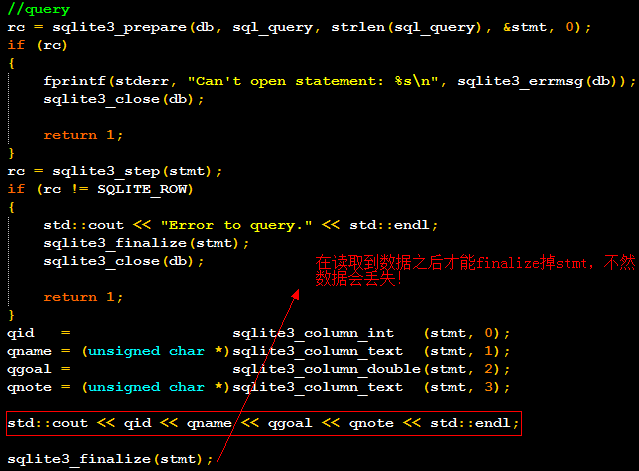 //query
rc = sqlite3_prepare(db, sql_query, strlen(sql_query), &stmt, 0);
if (rc)
{
fprintf(stderr, "Can't open statement: %s\n", sqlite3_errmsg(db));
sqlite3_close(db);
return 1;
}
rc = sqlite3_step(stmt);
if (rc != SQLITE_ROW)
{
std::cout << "Error to query." << std::endl;
sqlite3_finalize(stmt);
sqlite3_close(db);
在读取到数据之后才能finalize掉stmt，不然
数据会丢失！
return 1;
}
qid = sqlite3_column_int (stmt, 0);
qname = (unsigned char *)sqlite3_column_text (stmt, 1);
qgoal = sqlite3_column_double(stmt, 2);
qnote = (unsigned char *)sqlite3_column_text (stmt, 3);
std::cout << qid << qname << qgoal << qnote << std::endl;
sqlite3_finalize(stmt);